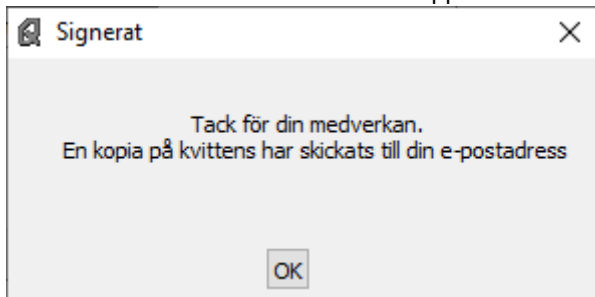 Signerat
Tack för din medverkan.
En kopia på kvittens har skickats till din e-postadress
OK